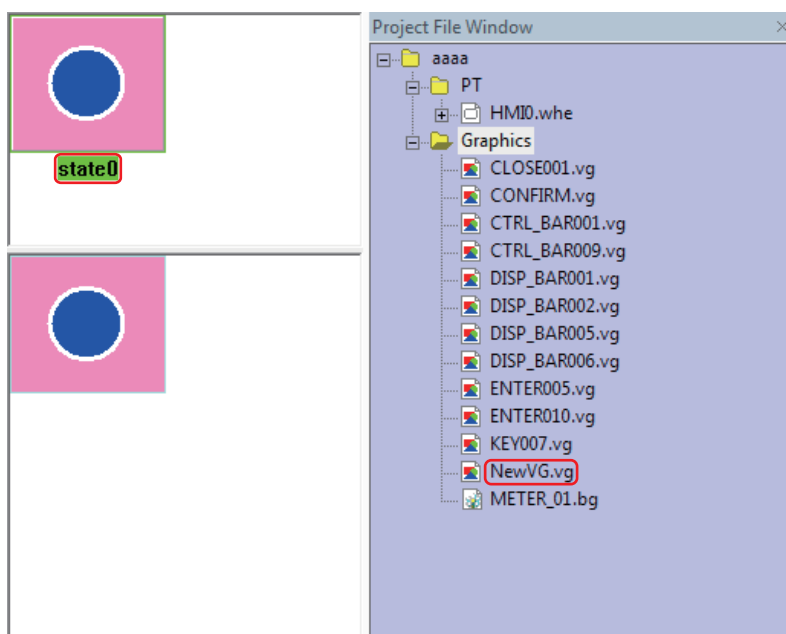 state0
Project File Window
aaaa
PT
HMI0.whe
Graphics
CLOSE001.vg
CONFIRM.vg
CTRL_BAR001.vg
CTRL_BAR009.vg
DISP_BAR001.vg
DISP_BAR002.vg
DISP_BAR005.vg
DISP_BAR006.vg
ENTER005.vg
ENTER010.vg
KEY007.vg
NewVG.vg
METER_01.bg